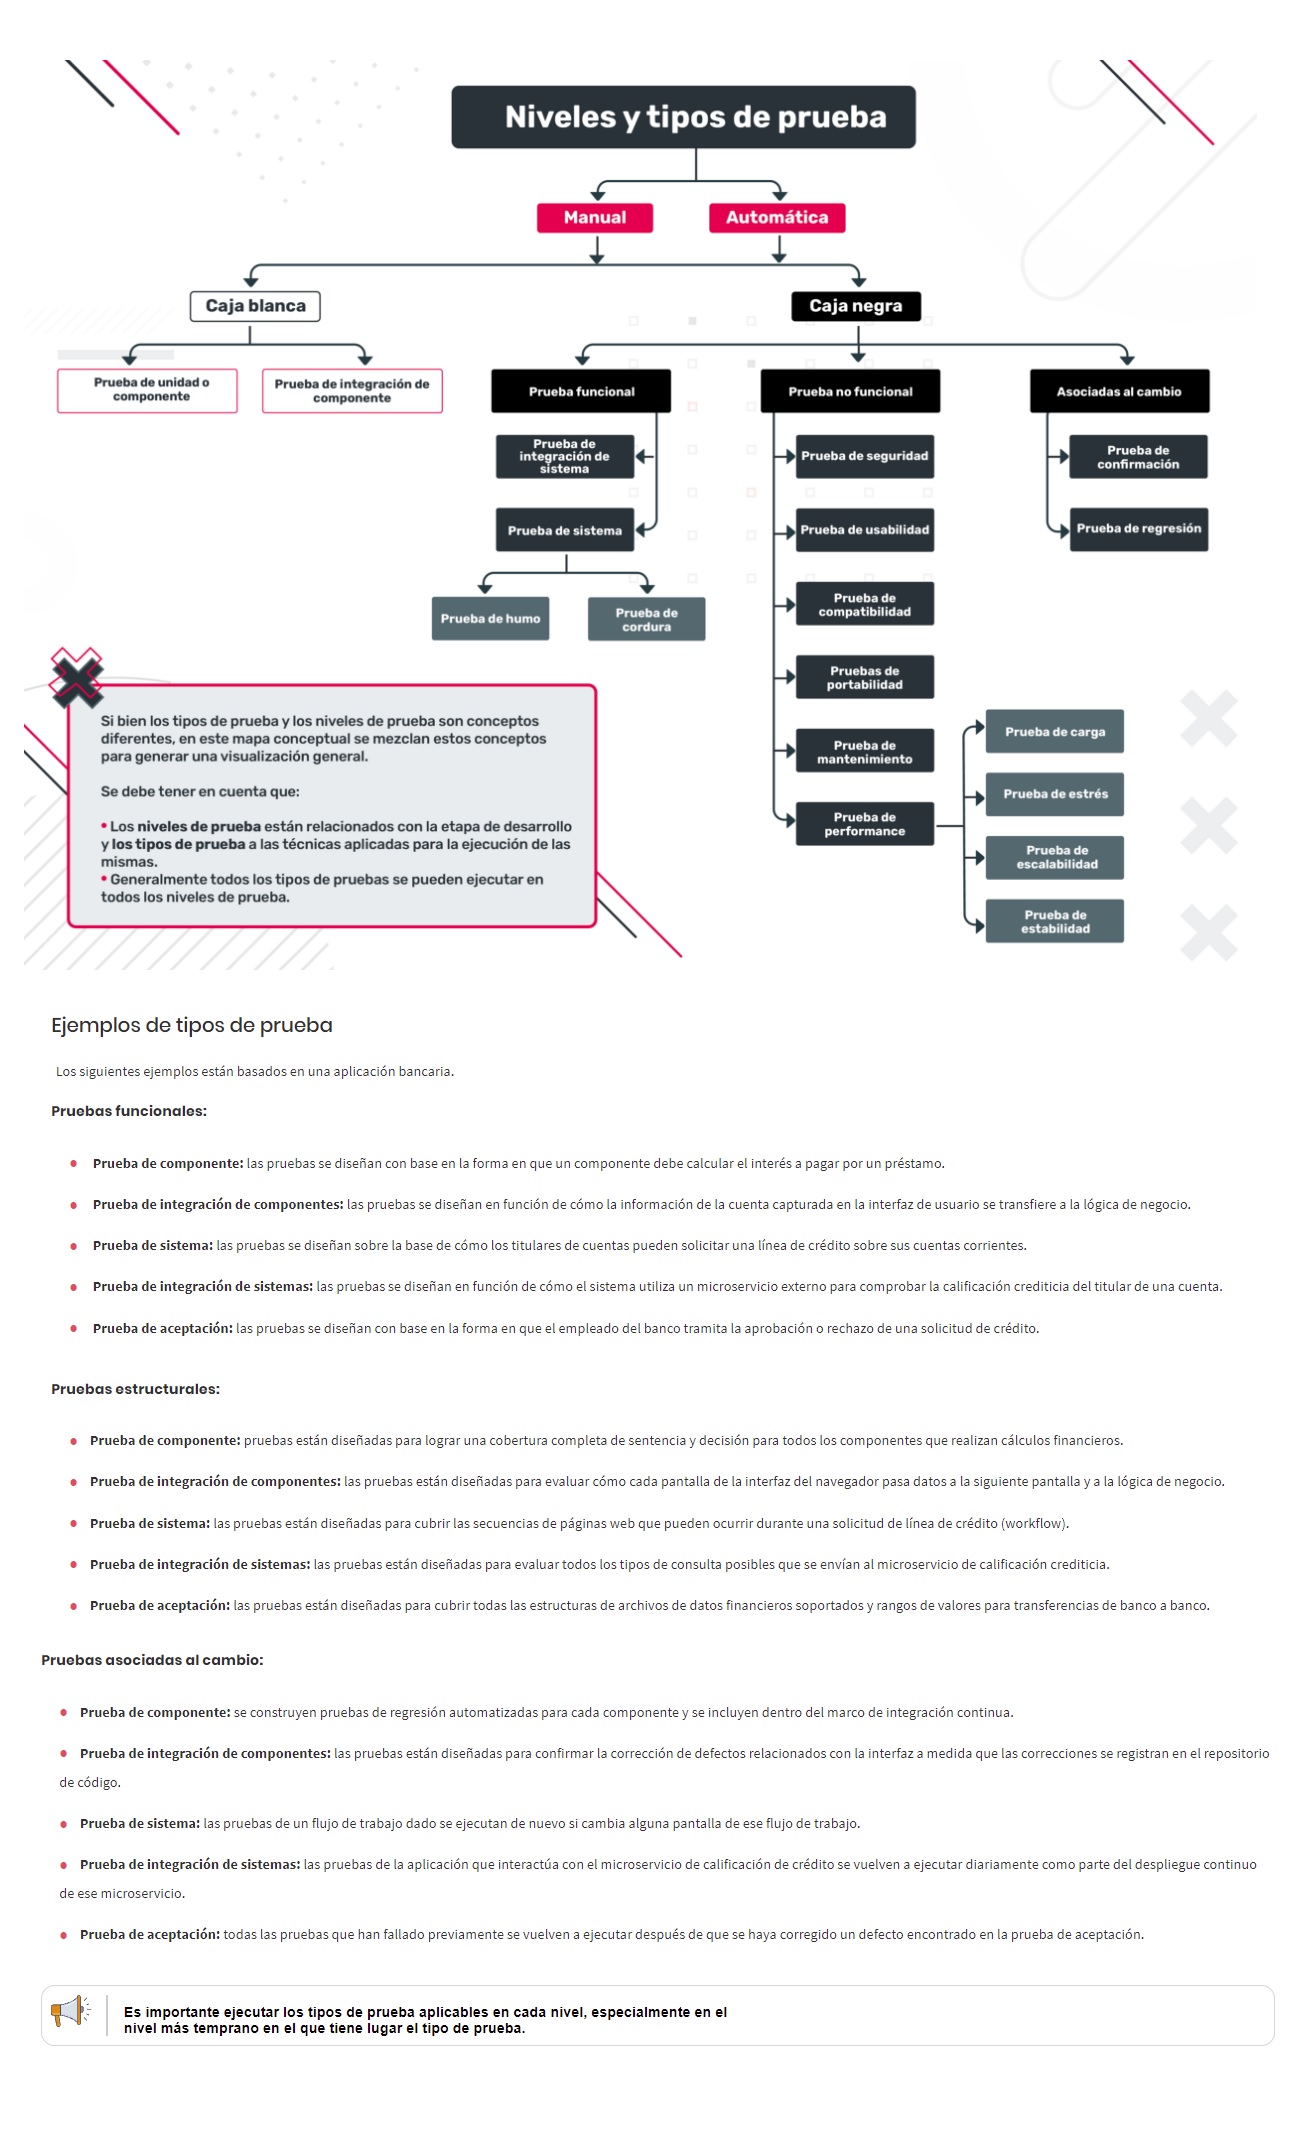 Niveles y tipos de prueba
Manual
Automática
Caja blanca
Caja negra
Prueba de unidad o
componente
Prueba de integración de
componente
Prueba funcional
Prueba no funcional
Asociadas al cambio
Prueba de
integración de
sistema
Prueba de sistema
Prueba de humo
Prueba de
cordura
Prueba de seguridad
Prueba de usabilidad
Prueba de
compatibilidad
Pruebas de
portabilidad
Prueba de
mantenimiento
Prueba de
performance
Prueba de confirmación
Prueba de regresión
Prueba de carga
Prueba de estrés
Prueba de
escalabilidad
Prueba de
estabilidad
Si bien los tipos de prueba y los niveles de prueba son conceptos
diferentes, en este mapa conceptual se mezclan estos conceptos
para generar una visualización general.
Se debe tener en cuenta que:
• Los niveles de prueba están relacionados con la etapa de desarrollo
y los tipos de prueba a las técnicas aplicadas para la ejecución de las
mismas.
• Generalmente todos los tipos de pruebas se pueden ejecutar en
todos los niveles de prueba.
Ejemplos de tipos de prueba
Los siguientes ejemplos están basados en una aplicación bancaria.
Pruebas funcionales:
• Prueba de componente: las pruebas se diseñan con base en la forma en que un componente debe calcular el interés a pagar por un préstamo.
• Prueba de integración de componentes: las pruebas se diseñan en función de cómo la información de la cuenta capturada en la interfaz de usuario se transfiere a la lógica de negocio.
• Prueba de sistema: las pruebas se diseñan sobre la base de cómo los titulares de cuentas pueden solicitar una línea de crédito sobre sus cuentas corrientes.
• Prueba de integración de sistemas: las pruebas se diseñan en función de cómo el sistema utiliza un microservicio externo para comprobar la calificación crediticia del titular de una cuenta.
• Prueba de aceptación: las pruebas se diseñan con base en la forma en que el empleado del banco tramita la aprobación o rechazo de una solicitud de crédito.
Pruebas estructurales:
• Prueba de componente: pruebas están diseñadas para lograr una cobertura completa de sentencia y decisión para todos los componentes que realizan cálculos financieros.
• Prueba de integración de componentes: las pruebas están diseñadas para evaluar cómo cada pantalla de la interfaz del navegador pasa datos a la siguiente pantalla y a la lógica de negocio.
• Prueba de sistema: las pruebas están diseñadas para cubrir las secuencias de páginas web que pueden ocurrir durante una solicitud de línea de crédito (workflow).
• Prueba de integración de sistemas: las pruebas están diseñadas para evaluar todos los tipos de consulta posibles que se envían al microservicio de calificación crediticia.
• Prueba de aceptación: las pruebas están diseñadas para cubrir todas las estructuras de archivos de datos financieros soportados y rangos de valores para transferencias de banco a banco.
Pruebas asociadas al cambio:
• Prueba de componente: se construyen pruebas de regresión automatizadas para cada componente y se incluyen dentro del marco de integración continua.
• Prueba de integración de componentes: las pruebas están diseñadas para confirmar la corrección de defectos relacionados con la interfaz a medida que las correcciones se registran en el repositorio
de código.
• Prueba de sistema: las pruebas de un flujo de trabajo dado se ejecutan de nuevo si cambia alguna pantalla de ese flujo de trabajo.
• Prueba de integración de sistemas: las pruebas de la aplicación que interactúa con el microservicio de calificación de crédito se vuelven a ejecutar diariamente como parte del despliegue continuo
de ese microservicio.
• Prueba de aceptación: todas las pruebas que han fallado previamente se vuelven a ejecutar después de que se haya corregido un defecto encontrado en la prueba de aceptación.
Es importante ejecutar los tipos de prueba aplicables en cada nivel, especialmente en el
nivel más temprano en el que tiene lugar el tipo de prueba.